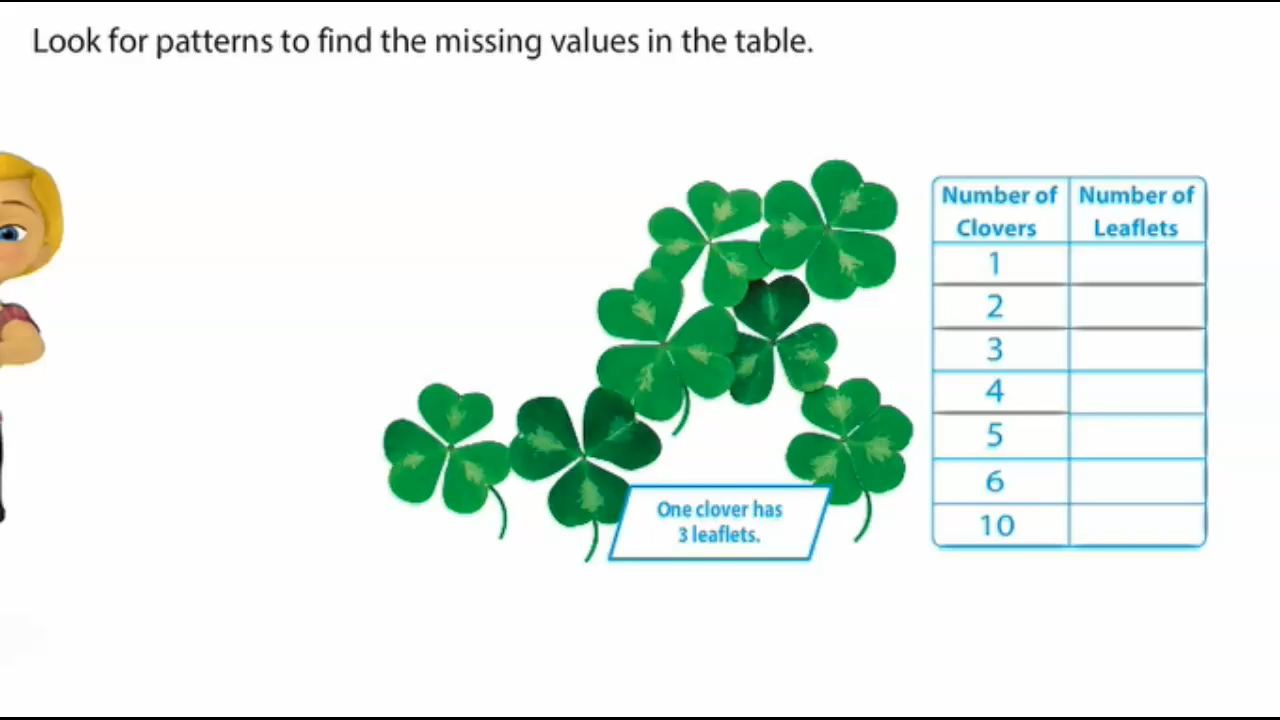 Look for patterns to find the missing values in the table.
Number of Clovers Number of Leaflets
1
2
3
4
5
6
10
One clover has
3 leaflets.